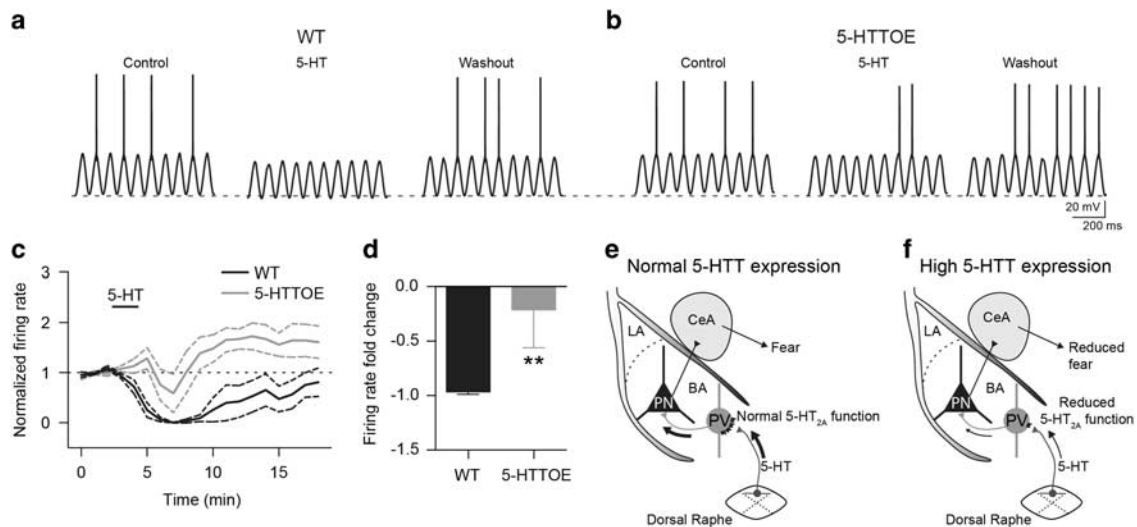 a
WT
Control
5-HT
Washout
b
5-HTTOE
Control
5-HT
Washout
20 mV
200 ms
c
Normalized firing rate
3
2
1
0
WT
5-HTTOE
5-HT
0
5
10
15
Time (min)
d
Firing rate fold change
0.0
-0.5
-1.0
-1.5
**
WT
5-HTTOE
e
Normal 5-HTT expression
LA
CeA
Fear
BA
PN
PV
Normal 5-HT2A function
5-HT
Dorsal Raphe
f
High 5-HTT expression
LA
CeA
Reduced
fear
BA
Reduced
5-HT2A function
PN
PV
5-HT
Dorsal Raphe